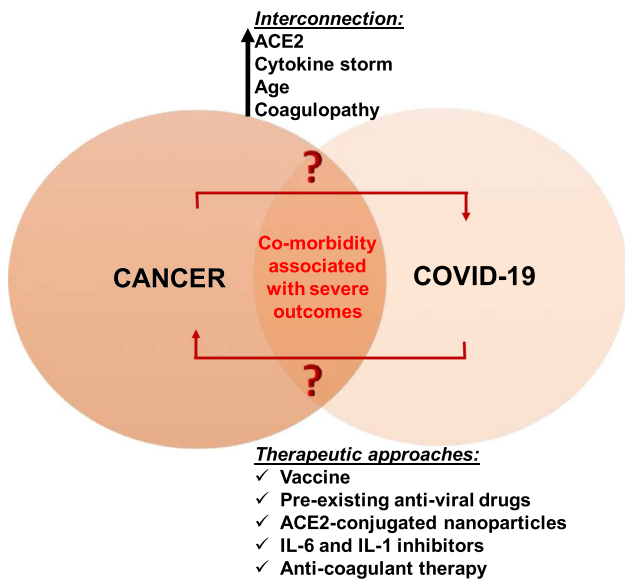 Interconnection:
ACE2
Cytokine storm
Age
Coagulopathy
?
Co-morbidity
associated
with severe
outcomes
CANCER
COVID-19
?
Therapeutic approaches:
✓ Vaccine
✓ Pre-existing anti-viral drugs
✓ ACE2-conjugated nanoparticles
✓ IL-6 and IL-1 inhibitors
✓ Anti-coagulant therapy